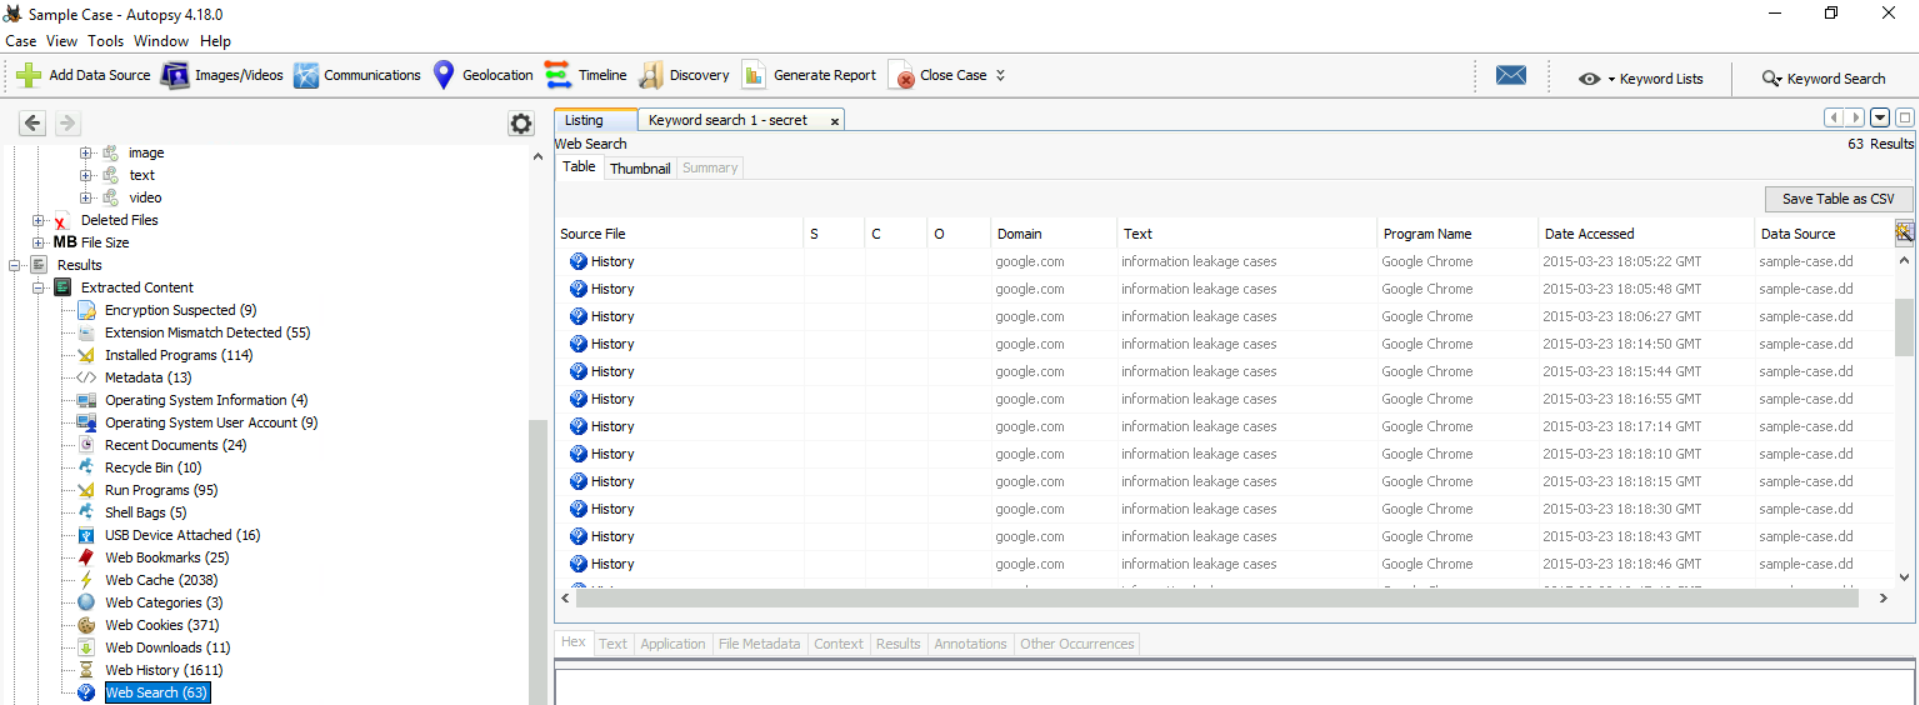 Sample Case - Autopsy 4.18.0
Case View Tools Window Help
Add Data Source Images/Videos Communications Geolocation Timeline Discovery Generate Report Close Case Keyword Lists Keyword Search
Listing Keyword search 1 - secret
Web Search 63 Results
Table Thumbnail Summary
Save Table as CSV
image
text
video
Deleted Files
MB File Size
Results
Extracted Content
Encryption Suspected (9)
Extension Mismatch Detected (55)
Installed Programs (114)
Metadata (13)
Operating System Information (4)
Operating System User Account (9)
Recent Documents (24)
Recycle Bin (10)
Run Programs (95)
Shell Bags (5)
USB Device Attached (16)
Web Bookmarks (25)
Web Cache (2038)
Web Categories (3)
Web Cookies (371)
Web Downloads (11)
Web History (1611)
Web Search (63)
Source File S C O Domain Text Program Name Date Accessed Data Source
History google.com information leakage cases Google Chrome 2015-03-23 18:05:22 GMT sample-case.dd
History google.com information leakage cases Google Chrome 2015-03-23 18:05:48 GMT sample-case.dd
History google.com information leakage cases Google Chrome 2015-03-23 18:06:27 GMT sample-case.dd
History google.com information leakage cases Google Chrome 2015-03-23 18:14:50 GMT sample-case.dd
History google.com information leakage cases Google Chrome 2015-03-23 18:15:44 GMT sample-case.dd
History google.com information leakage cases Google Chrome 2015-03-23 18:16:55 GMT sample-case.dd
History google.com information leakage cases Google Chrome 2015-03-23 18:17:14 GMT sample-case.dd
History google.com information leakage cases Google Chrome 2015-03-23 18:18:10 GMT sample-case.dd
History google.com information leakage cases Google Chrome 2015-03-23 18:18:15 GMT sample-case.dd
History google.com information leakage cases Google Chrome 2015-03-23 18:18:30 GMT sample-case.dd
History google.com information leakage cases Google Chrome 2015-03-23 18:18:43 GMT sample-case.dd
History google.com information leakage cases Google Chrome 2015-03-23 18:18:46 GMT sample-case.dd
Hex Text Application File Metadata Context Results Annotations Other Occurrences